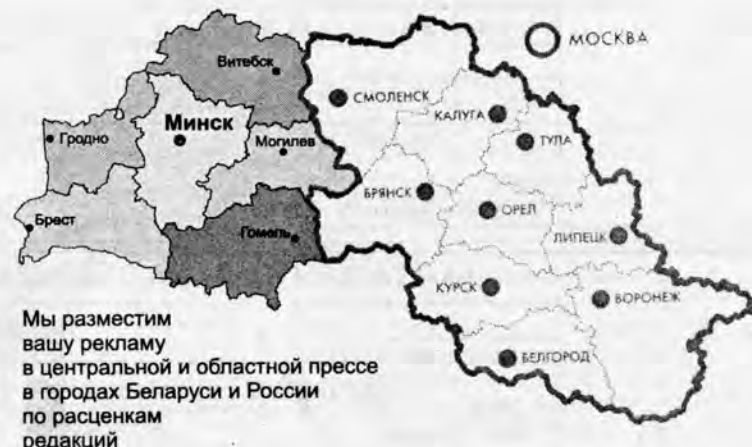 МОСКВА
Витебск
СМОЛЕНСК
КАЛУГА
Минск
Гродно
Могилев
ТУЛА
БРЯНСК
ОРЕЛ
Брест
Гомель
ЛИПЕЦК
КУРСК
ВОРОНЕЖ
БЕЛГОРОД
Мы разместим
вашу рекламу
в центральной и областной прессе
в городах Беларуси и России
по расценкам
редакций